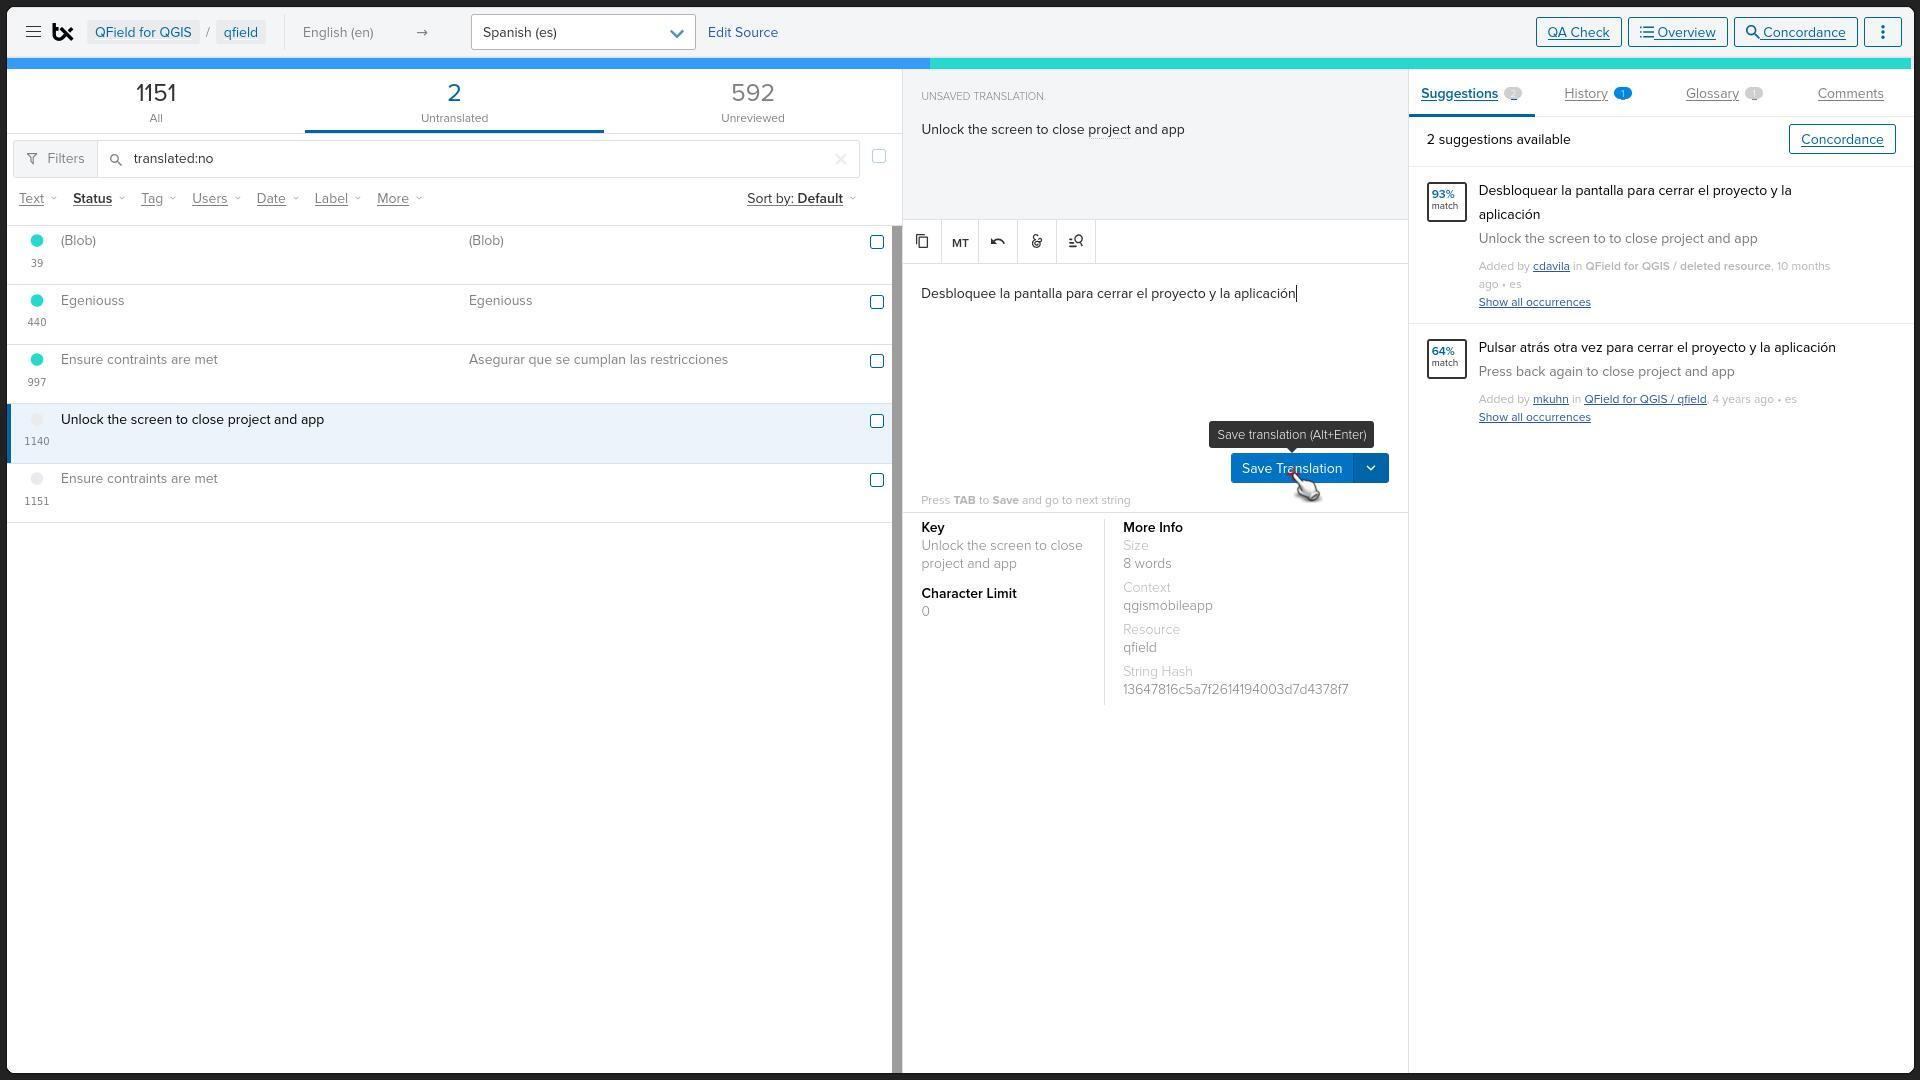 tx QField for QGIS / qfield English (en) → Spanish (es) Edit Source QA Check Overview Concordance
1151 2 592
All Untranslated Unreviewed
Filters translated:no
Text Status Tag Users Date Label More Sort by: Default
(Blob) (Blob)
39
Egeniouss Egeniouss
440
Ensure contraints are met Asegurar que se cumplan las restricciones
997
Unlock the screen to close project and app
1140
Ensure contraints are met
1151
UNSAVED TRANSLATION.
Unlock the screen to close project and app
MT
Desbloquee la pantalla para cerrar el proyecto y la aplicación
Save translation (Alt+Enter)
Save Translation
Press TAB to Save and go to next string
Key
Unlock the screen to close
project and app
Character Limit
0
More Info
Size
8 words
Context
qgismobileapp
Resource
qfield
String Hash
13647816c5a7f2614194003d7d4378f7
Suggestions 2 History 1 Glossary 1 Comments
2 suggestions available Concordance
93%
match
Desbloquear la pantalla para cerrar el proyecto y la
aplicación
Unlock the screen to to close project and app
Added by cdavila in QField for QGIS / deleted resource, 10 months
ago • es
Show all occurrences
64%
match
Pulsar atrás otra vez para cerrar el proyecto y la aplicación
Press back again to close project and app
Added by mkuhn in QField for QGIS / qfield, 4 years ago • es
Show all occurrences